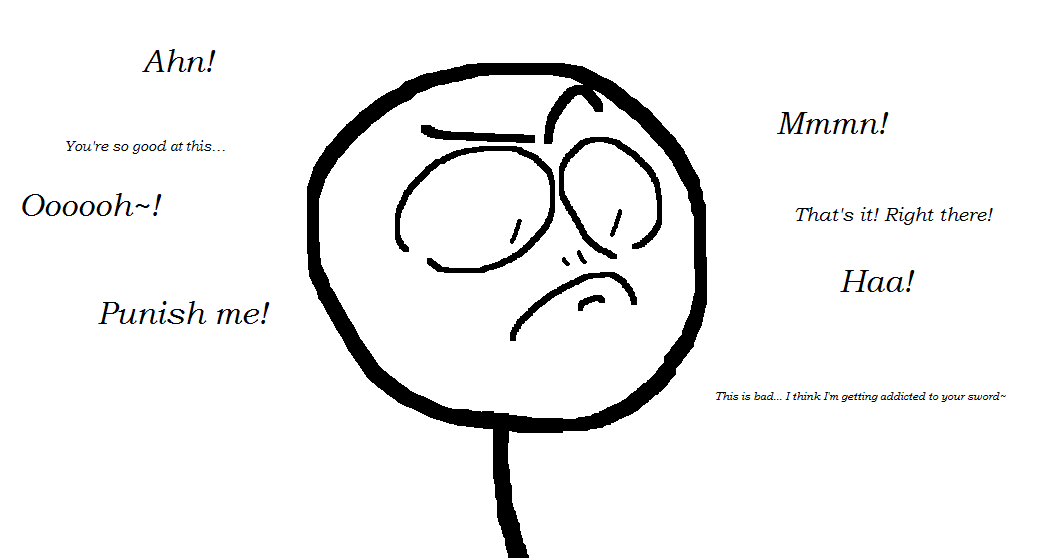 Ahn!
You're so good at this...
Oooooh~!
Punish me!
Mmmn!
That's it! Right there!
Haa!
This is bad... I think I'm getting addicted to your sword~